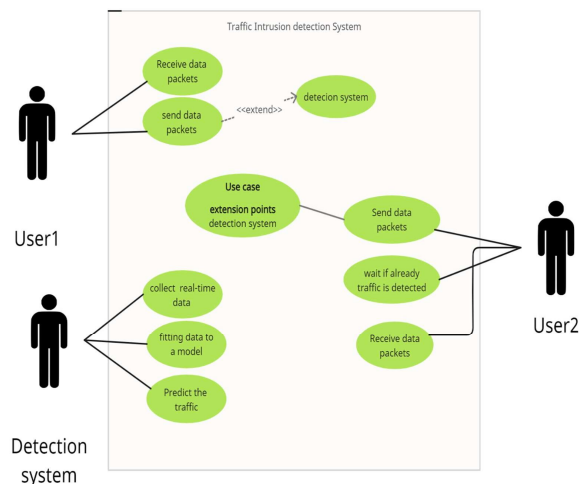 Traffic Intrusion detection System
Receive data
packets
send data
packets
<<extend>>
detecion system
User1
Use case
extension points
detection system
Send data
packets
wait if already
traffic is detected
Receive data
packets
User2
collect real-time
data
fitting data to
a model
Predict the
traffic
Detection
system